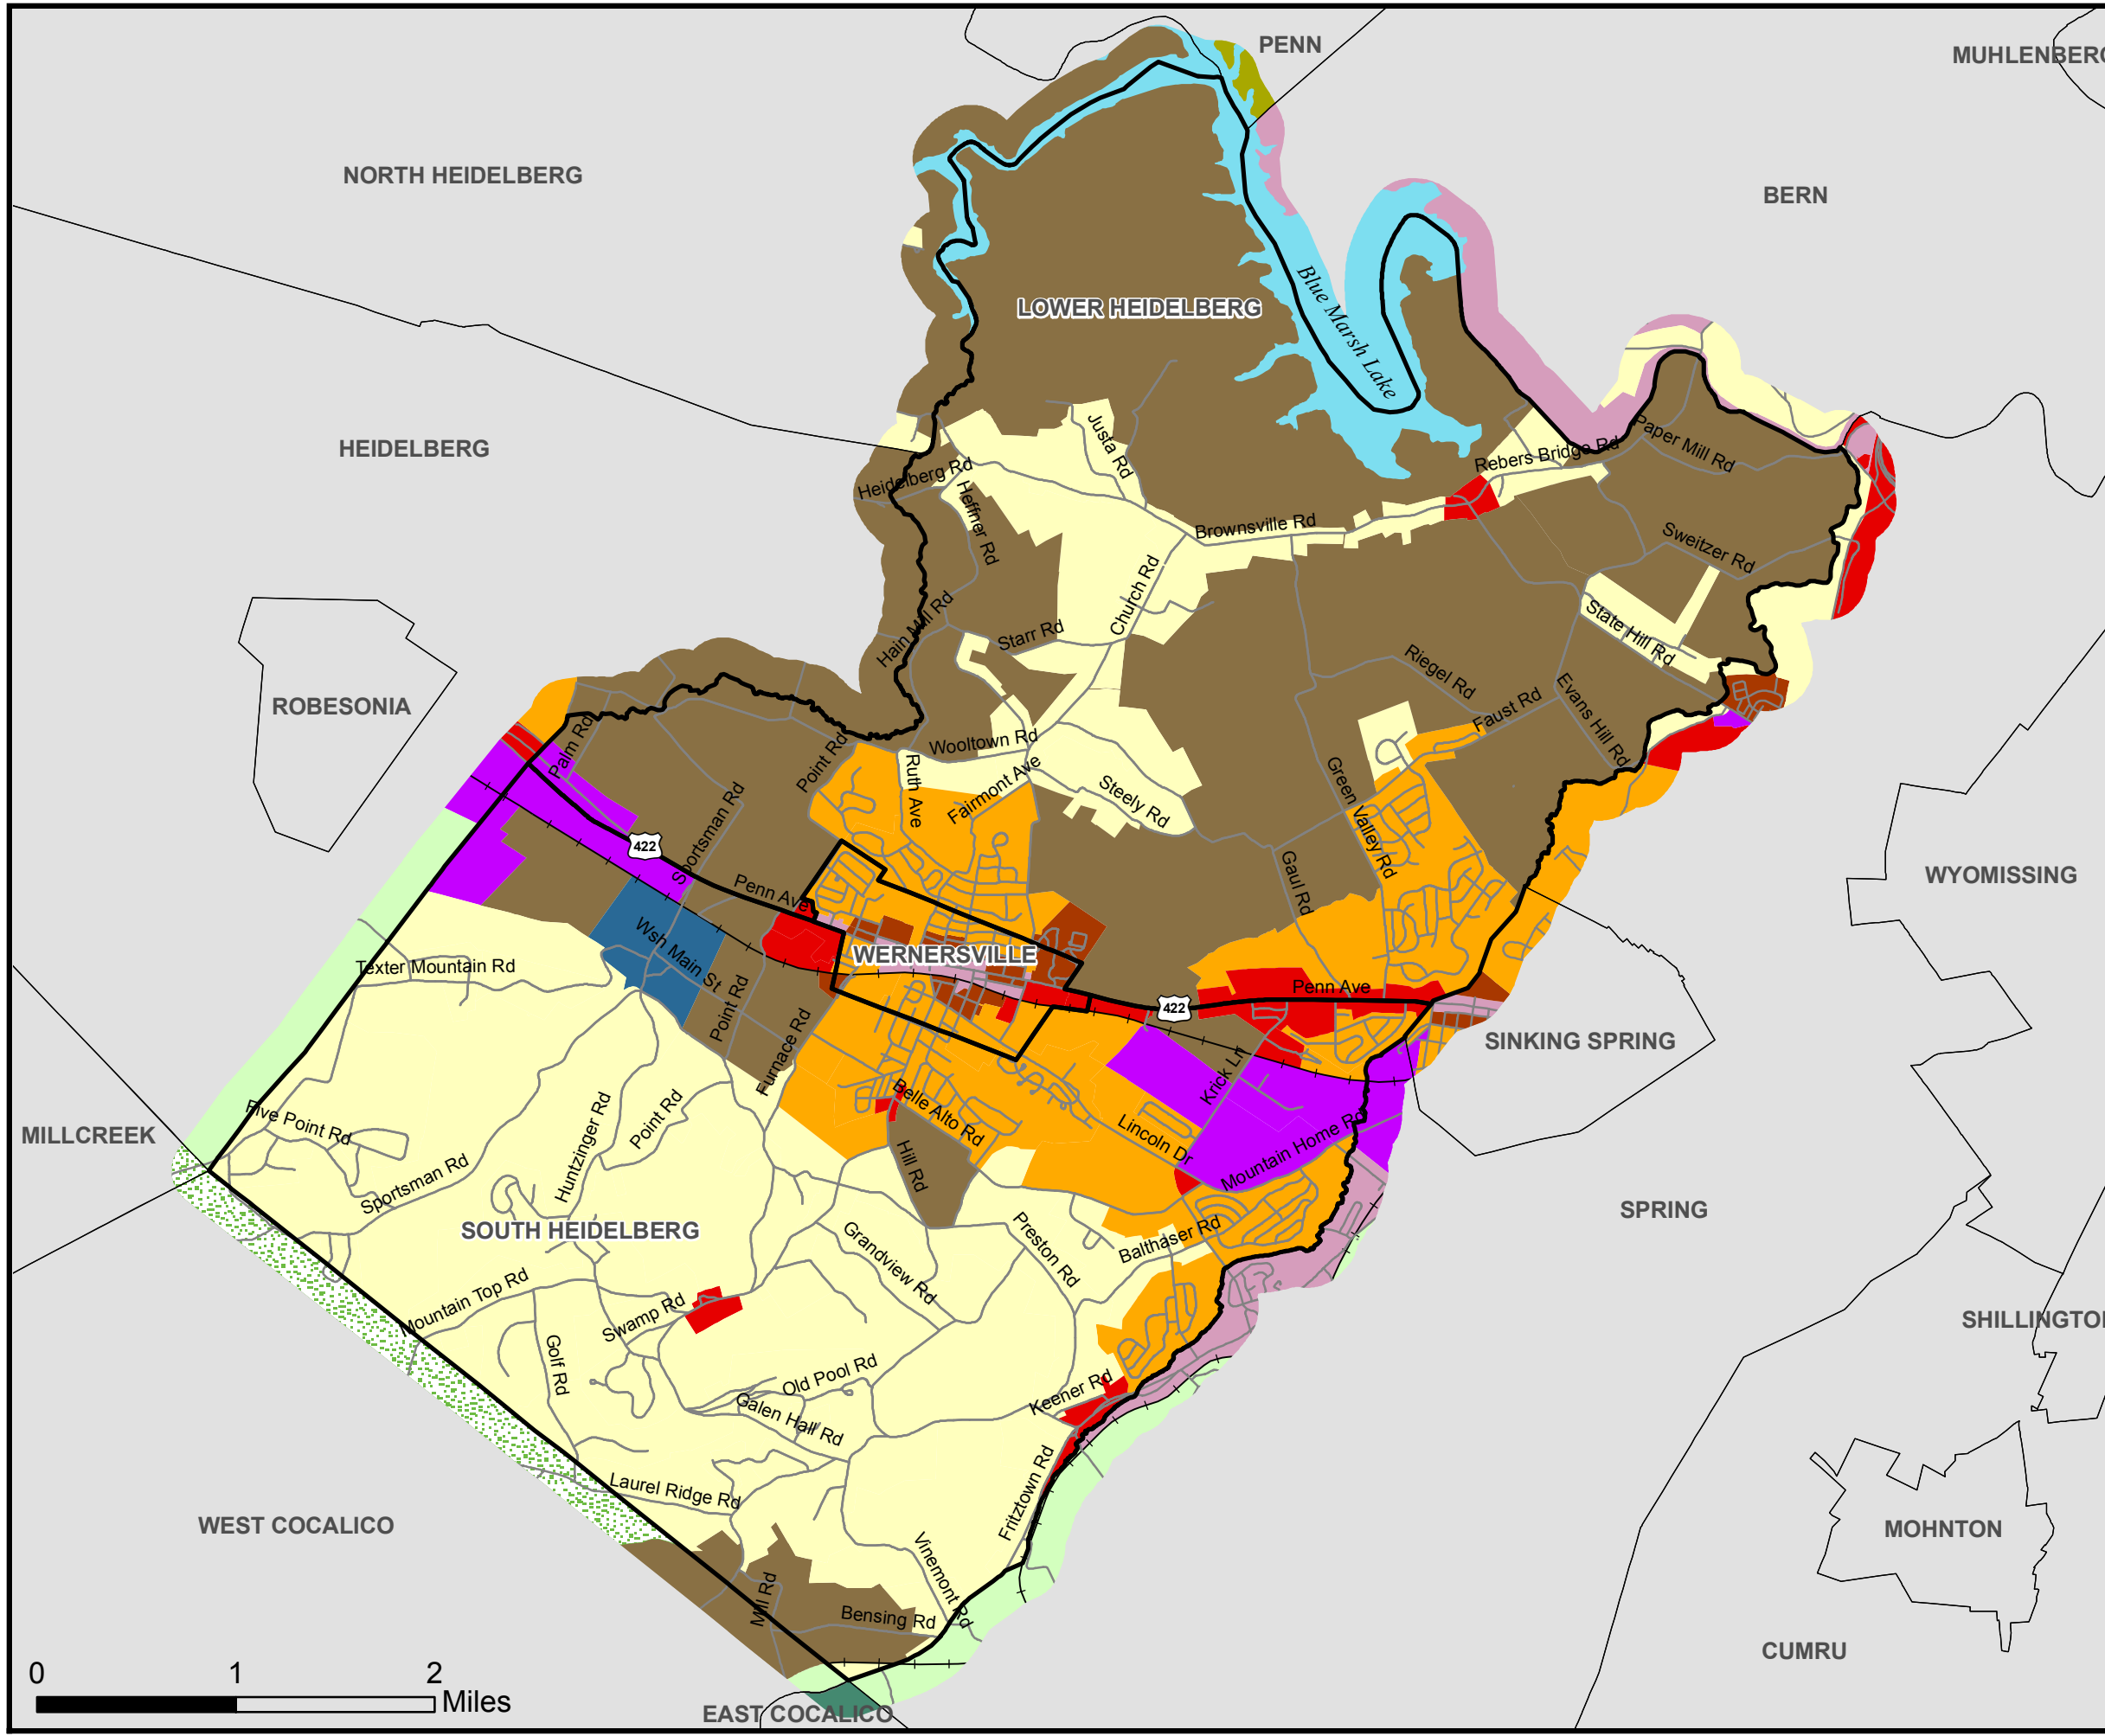 PENN
MUHLENBERG
NORTH HEIDELBERG
BERN
LOWER HEIDELBERG
Blue Marsh Lake
HEIDELBERG
Justa Rd
Rebers Bridge Rd
Paper Mill Rd
Heidelberg Rd
Heffner Rd
Brownsville Rd
Sweitzer Rd
Church Rd
Hain Mill Rd
Starr Rd
State Hill Rd
Riegel Rd
ROBESONIA
Palm Rd
Faust Rd
Evans Hill Rd
Point Rd
Wooltown Rd
Ruth Ave
Fairmont Ave
Steely Rd
Green Valley Rd
Sportsman Rd
422
Gaul Rd
WYOMISSING
Penn Ave
Wsh Main St
WERNERSVILLE
Texter Mountain Rd
Point Rd
Penn Ave
422
SINKING SPRING
Furnace Rd
Krick Ln
Five Point Rd
MILLCREEK
Huntzinger Rd
Point Rd
Belle Alto Rd
Lincoln Dr
Mountain Home Rd
Hill Rd
Sportsman Rd
SOUTH HEIDELBERG
SPRING
Grandview Rd
Preston Rd
Balthaser Rd
Mountain Top Rd
Swamp Rd
SHILLINGTON
Golf Rd
Old Pool Rd
Keener Rd
Galen Hall Rd
Laurel Ridge Rd
Fritztown Rd
WEST COCALICO
MOHNTON
Vinemont Rd
Mill Rd
Bensing Rd
CUMRU
0 1 2
Miles
EAST COCALICO